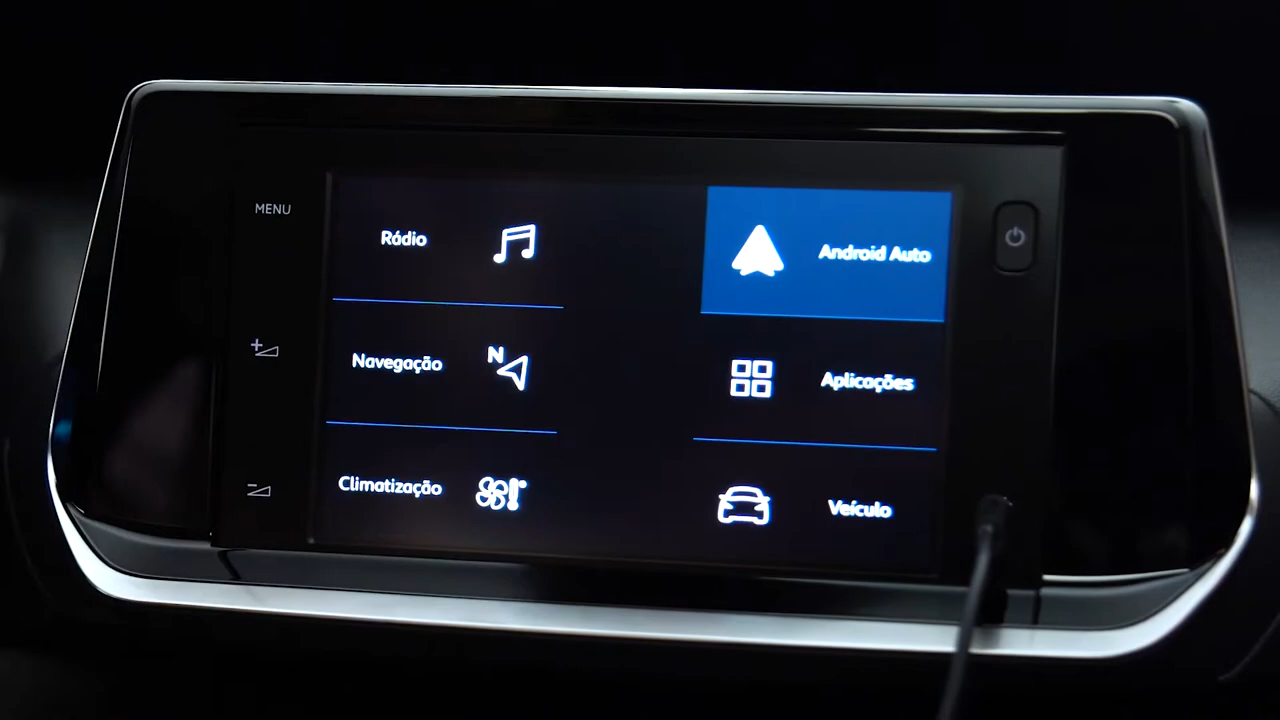 MENU
Rádio
Navegação
Climatização
N
Android Auto
Aplicações
Veículo